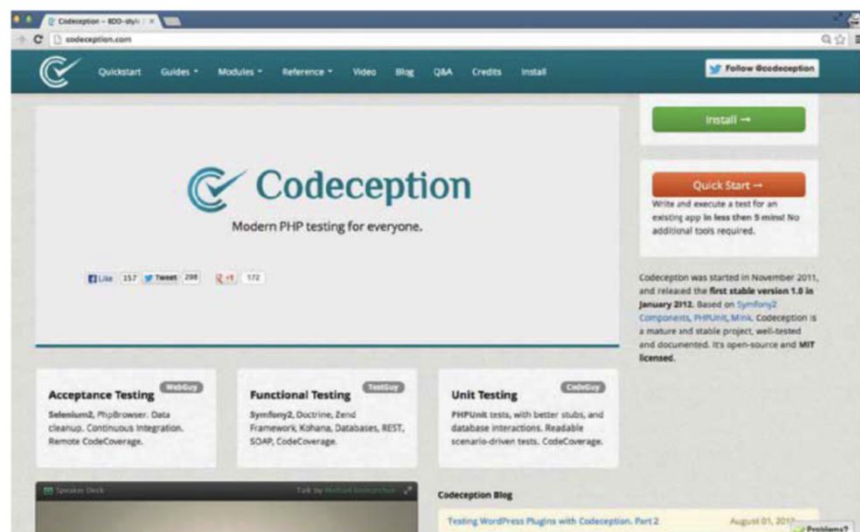 Codeception - BDO-style
codeception.com
Quickstart Guides Modules Reference Video Blog Q&A Credits Install
Follow @codeception
Install →
Codeception
Modern PHP testing for everyone.
Like 157 Tweet 298 +1 172
Quick Start →
Write and execute a test for an
existing app in less then 5 mins! No
additional tools required.
Codeception was started in November 2011,
and released the first stable version 1.0 in
January 2012. Based on Symfony2
Components, PHPUnit, Mink. Codeception is
a mature and stable project, well-tested
and documented. It's open-source and MIT
licensed.
Acceptance Testing WebGuy
Selenium2, PhpBrowser. Data
cleanup. Continuous Integration.
Remote CodeCoverage.
Functional Testing TestGuy
Symfony2, Doctrine, Zend
Framework, Kohana, Databases, REST,
SOAP, CodeCoverage.
Unit Testing CodeGuy
PHPUnit tests, with better stubs, and
database interactions. Readable
scenario-driven tests. CodeCoverage.
Speaker Deck Talk by
Codeception Blog
Testing WordPress Plugins with Codeception. Part 2 August 01,
Problems?